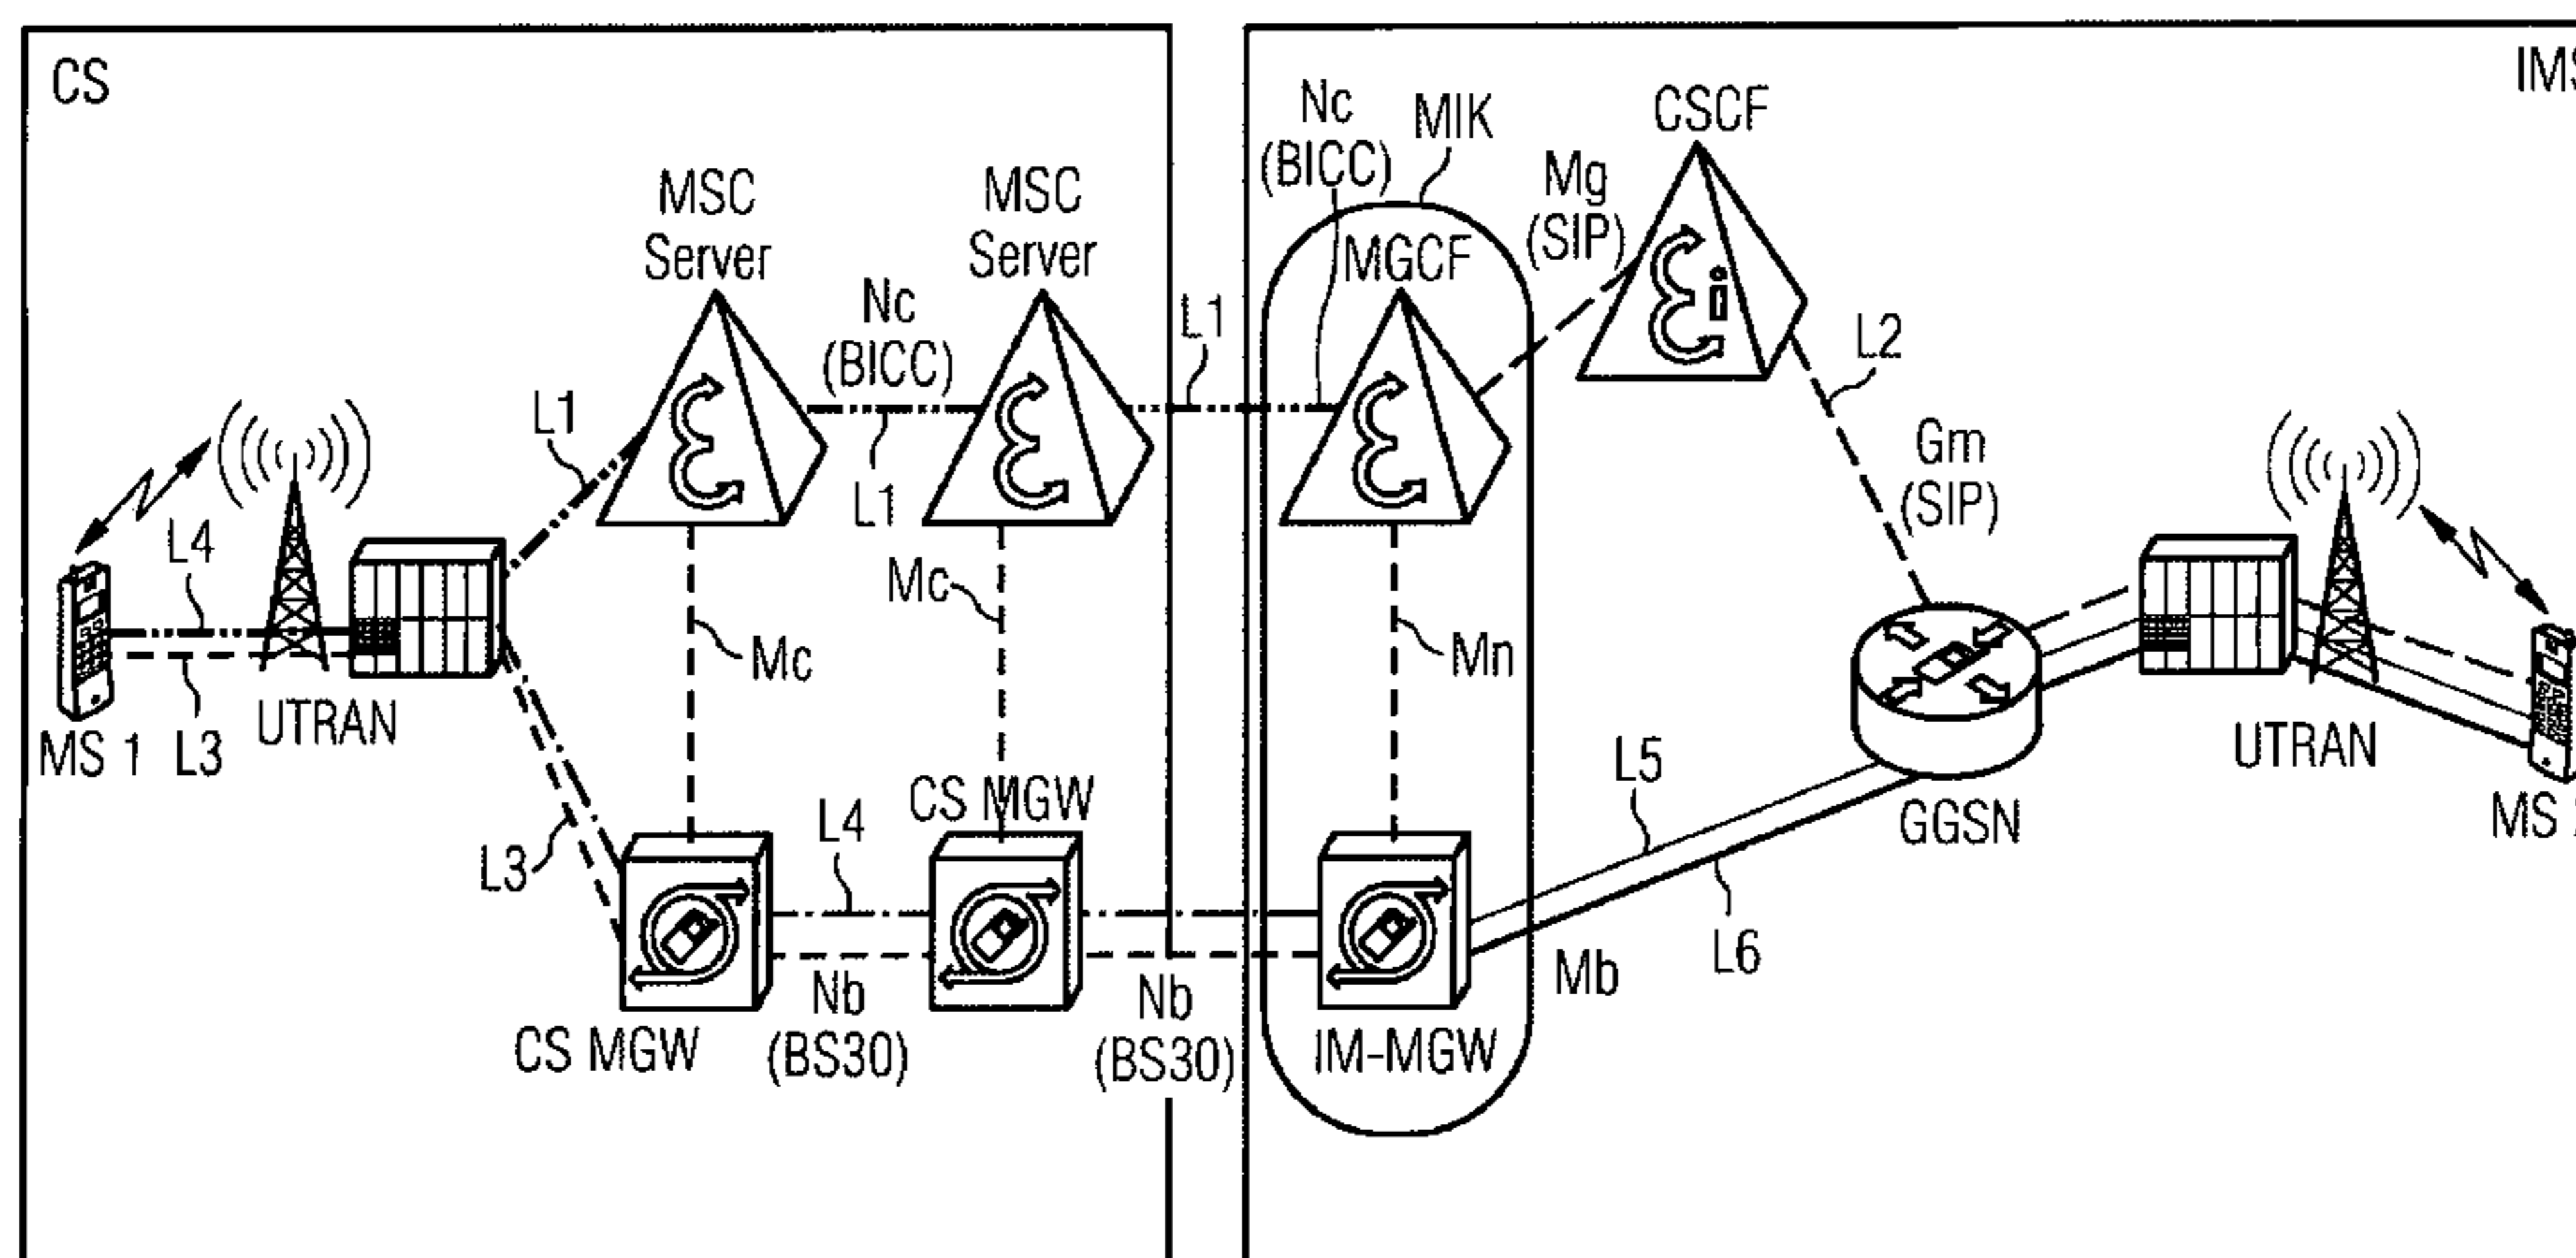 CS
IMS
Nc
(BICC)
MIK
CSCF
Mg
(SIP)
MSC
Server
MSC
Server
MGCF
Nc
(BICC)
L1
L2
L1
L1
Gm
(SIP)
L4
Mc
Mc
Mn
MS 1
L3
UTRAN
UTRAN
L5
GGSN
MS
CS MGW
L4
L3
L6
Mb
Nb
(BS30)
Nb
(BS30)
CS MGW
IM-MGW